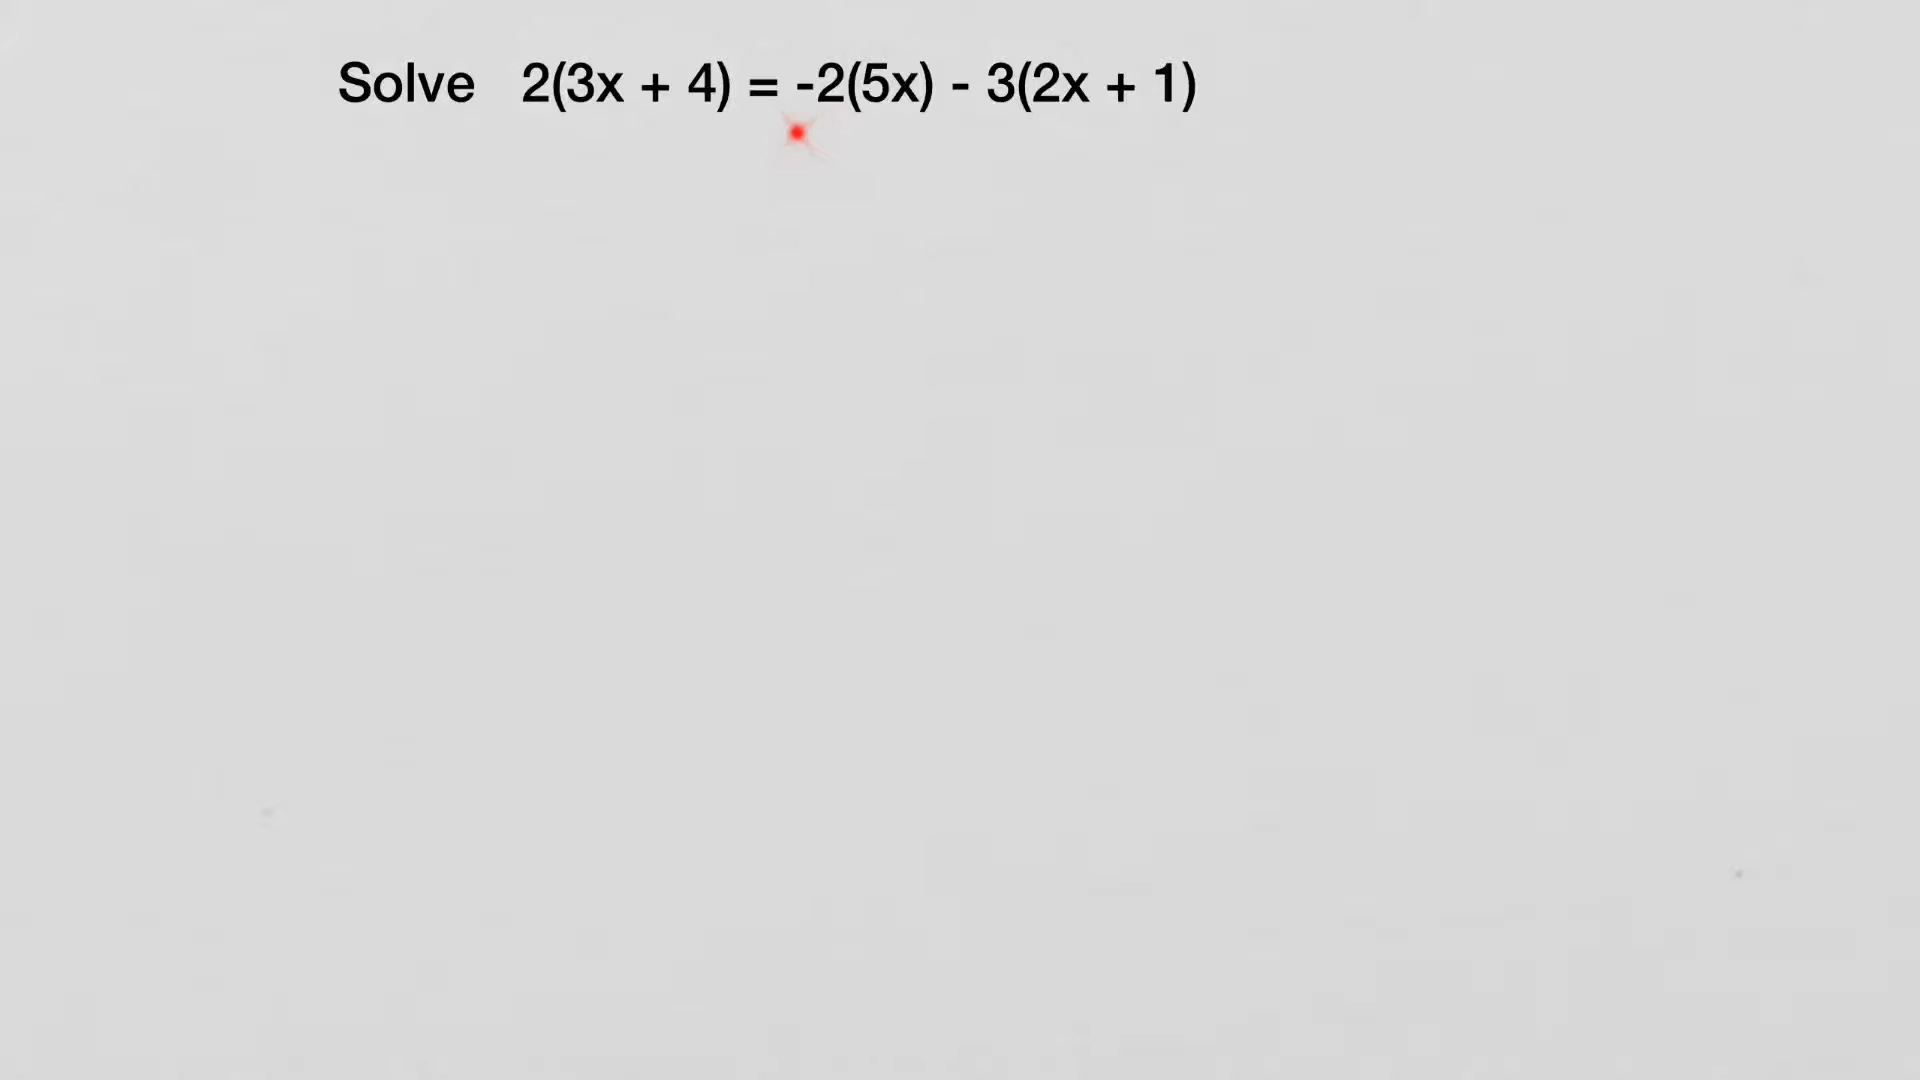 Solve 2(3x + 4) = -2(5x) - 3(2x + 1)